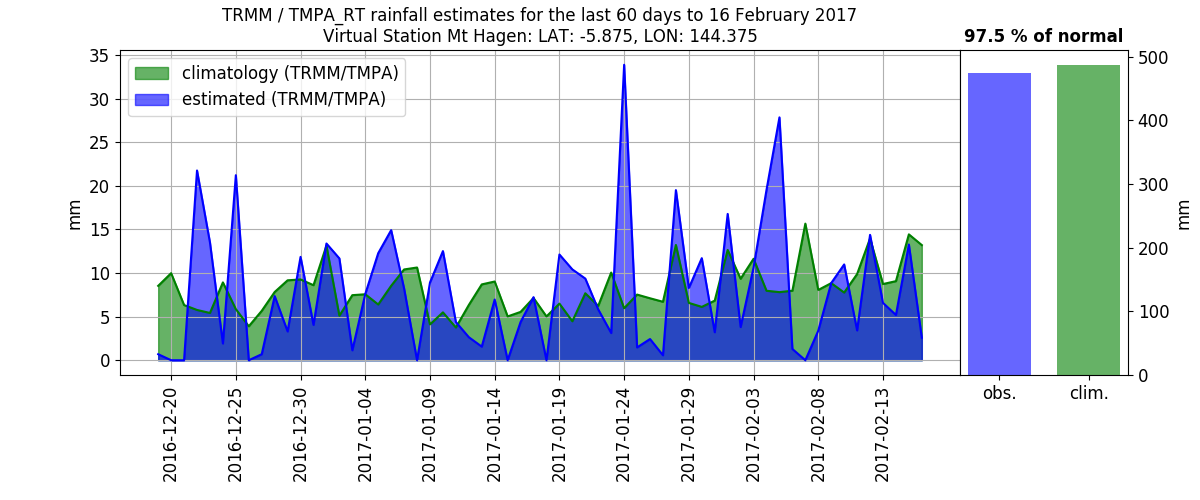 TRMM / TMPA_RT rainfall estimates for the last 60 days to 16 February 2017
Virtual Station Mt Hagen: LAT: -5.875, LON: 144.375
97.5 % of normal
climatology (TRMM/TMPA)
estimated (TRMM/TMPA)
35
30
25
20
15
10
5
0
mm
2016-12-20
2016-12-25
2016-12-30
2017-01-04
2017-01-09
2017-01-14
2017-01-19
2017-01-24
2017-01-29
2017-02-03
2017-02-08
2017-02-13
500
400
300
200
100
0
mm
obs.
clim.